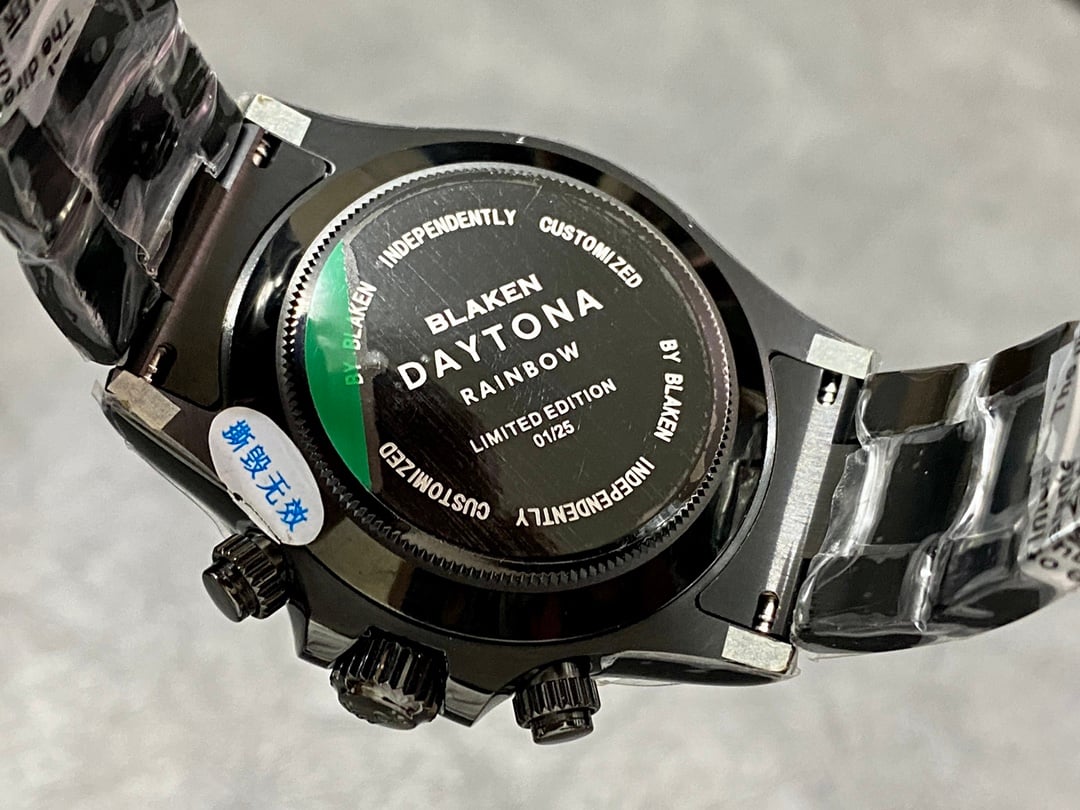 INDEPENDENTLY CUSTOMIZED
BY BLAKEN
INDEPENDENTLY CUSTOMIZED
BY BLAKEN
BLAKEN
DAYTONA
RAINBOW
LIMITED EDITION
01/25
撕毁无效
The